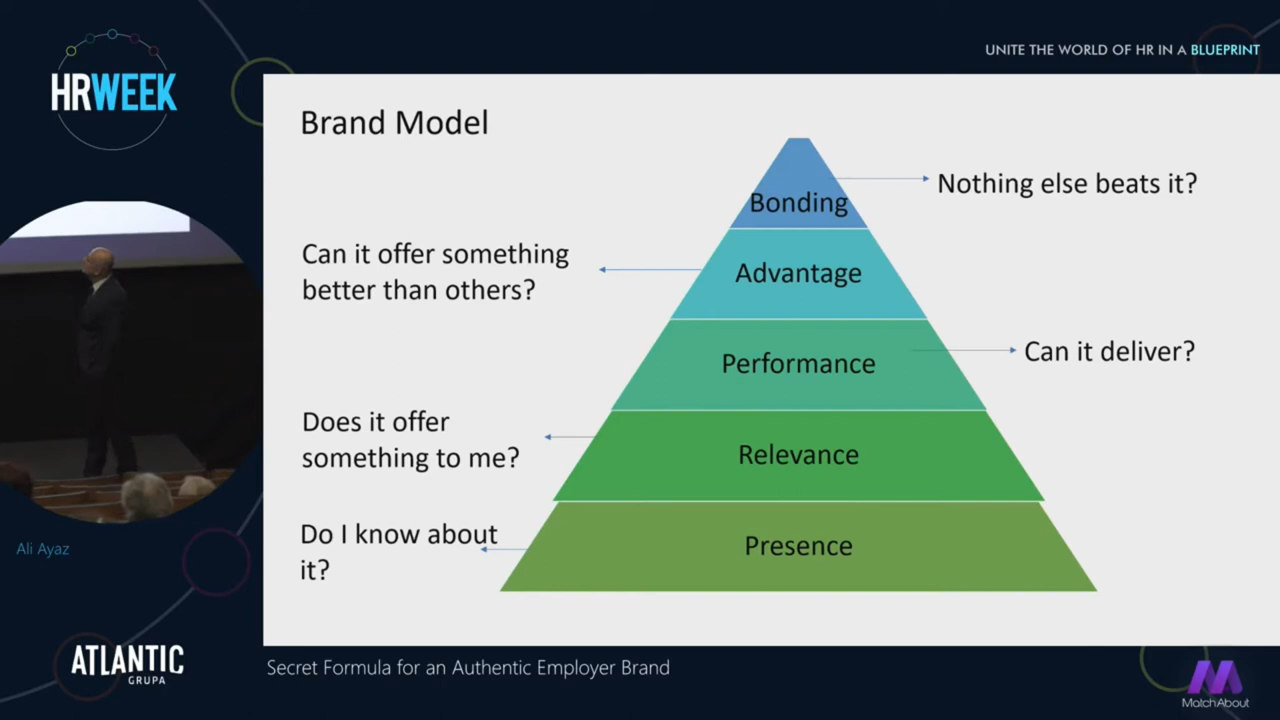 HRWEEK
UNITE THE WORLD OF HR IN A BLUEPRINT
Brand Model
Bonding
Nothing else beats it?
Can it offer something
better than others?
Advantage
Performance
Can it deliver?
Does it offer
something to me?
Relevance
Do I know about
it?
Presence
Ali Ayaz
ATLANTIC
GRUPA
Secret Formula for an Authentic Employer Brand
MatchAbout